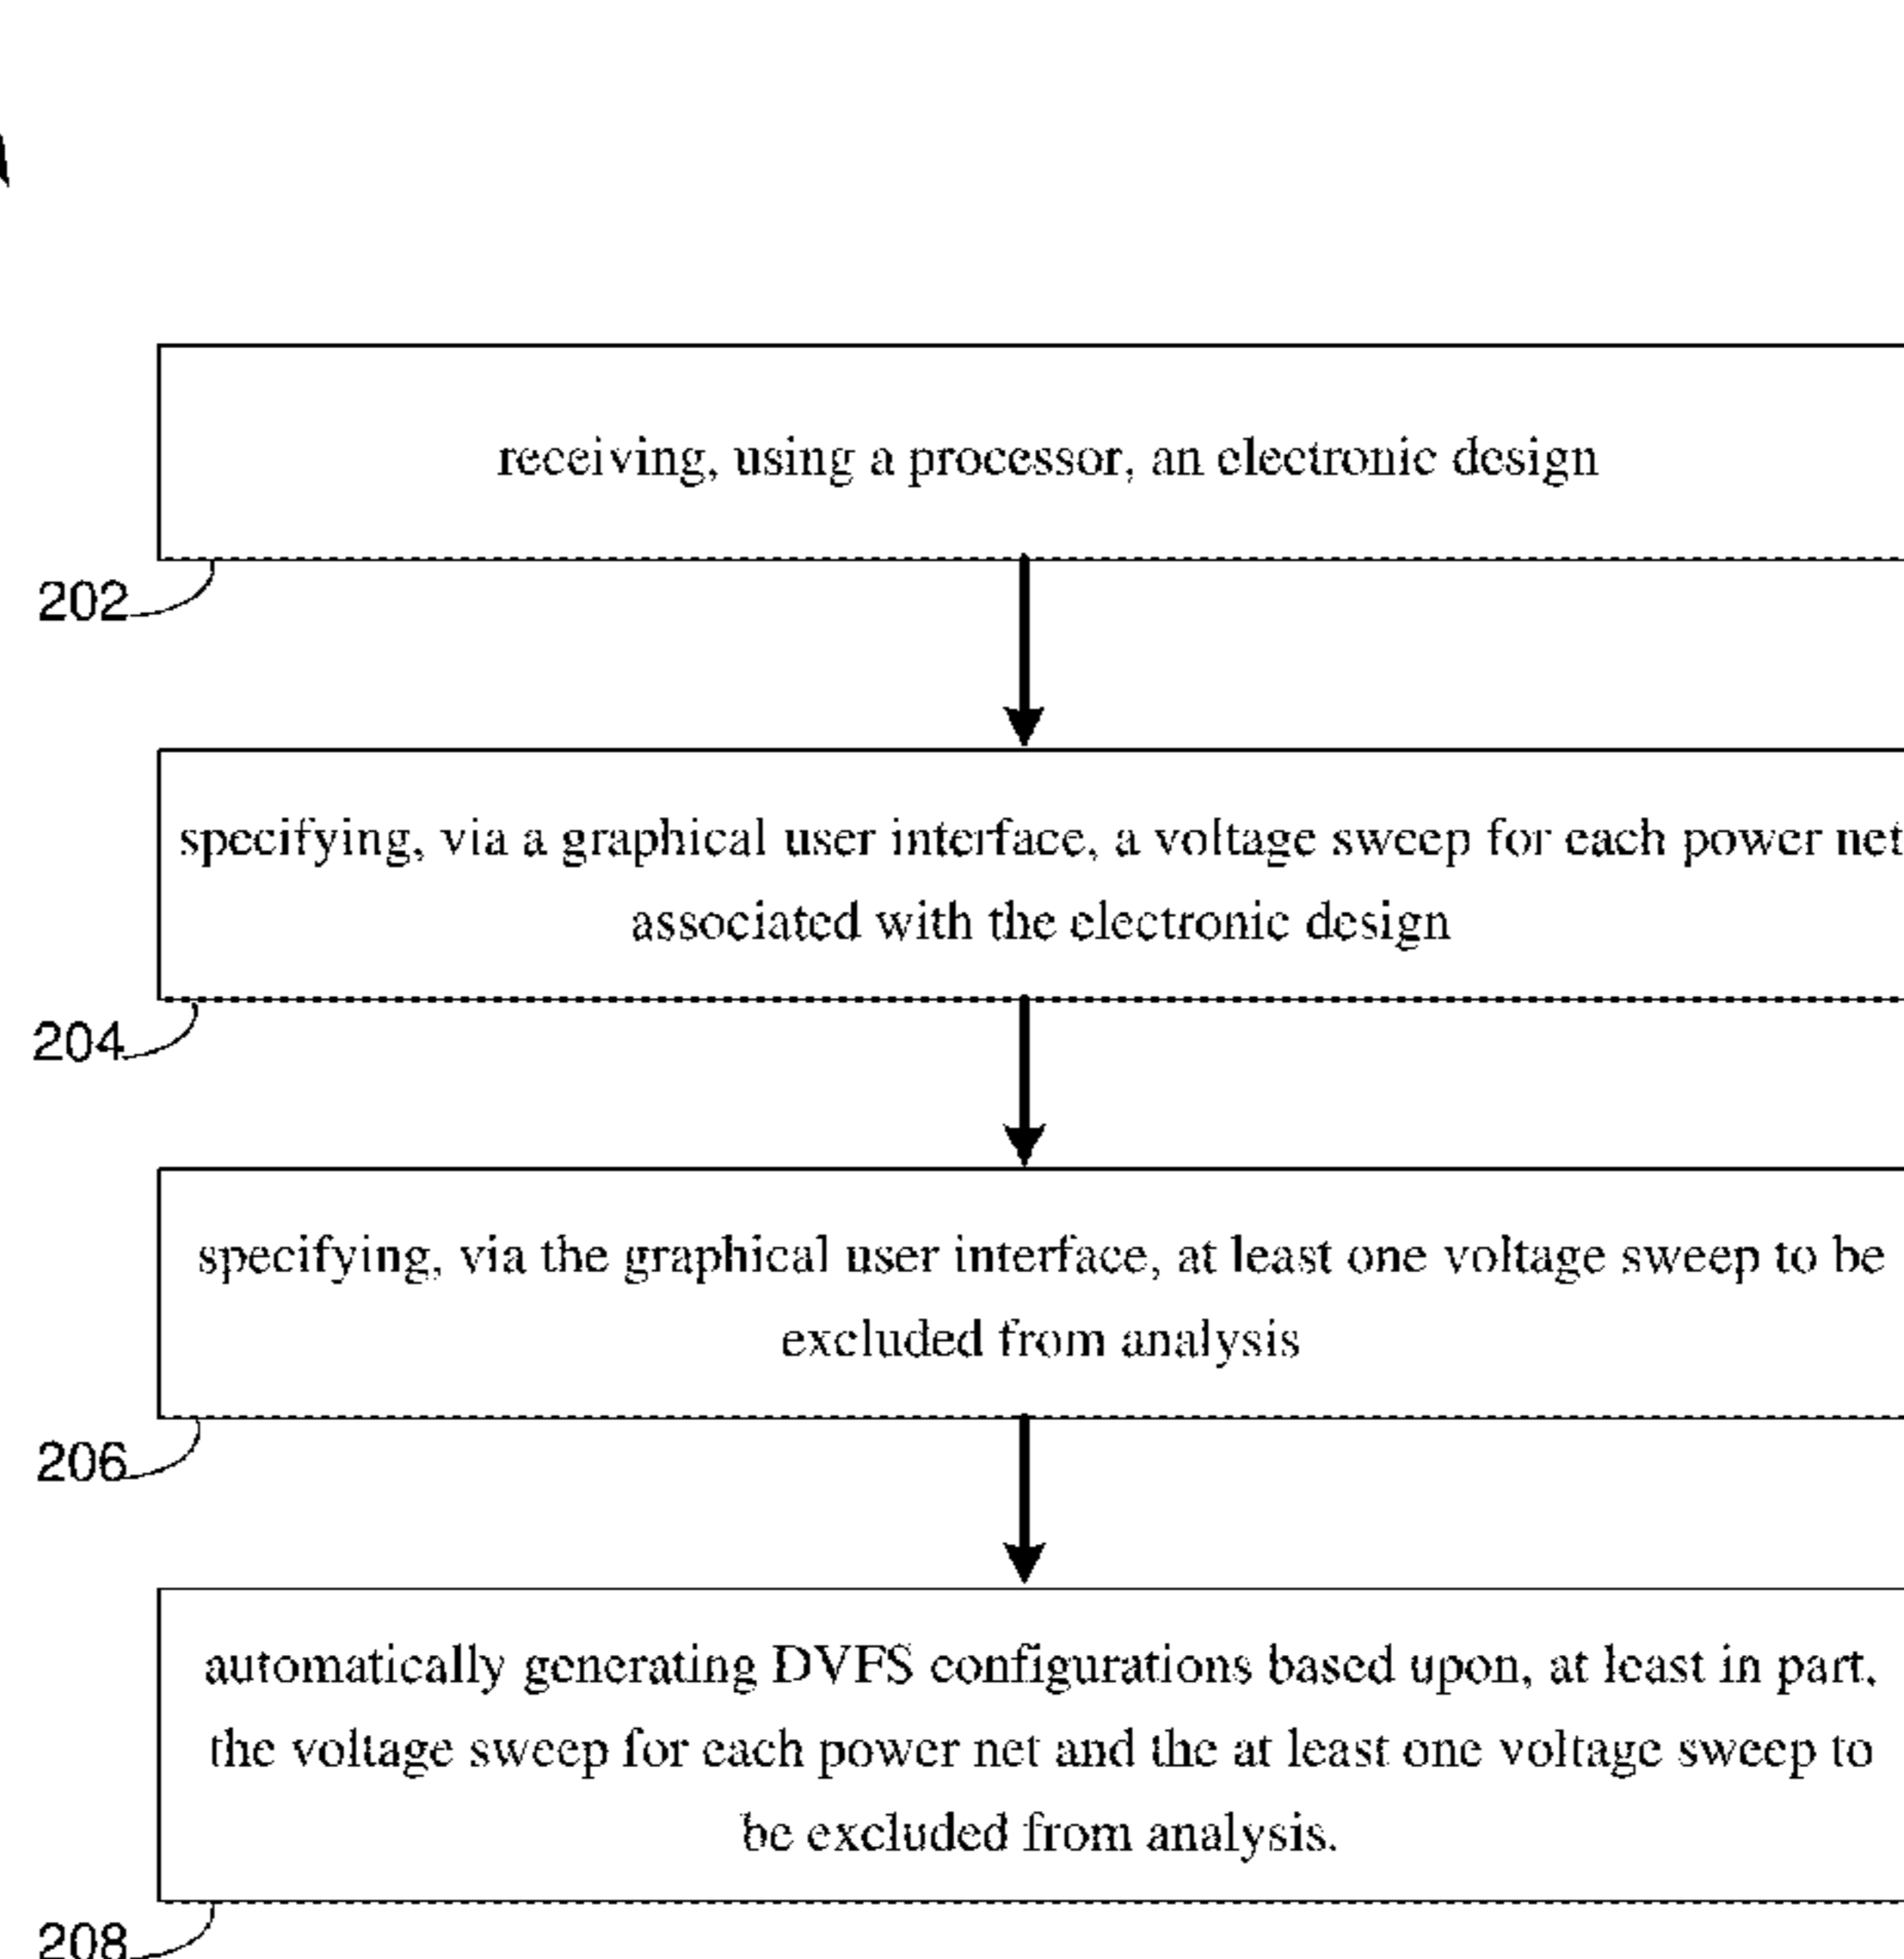 receiving, using a processor, an electronic design
202
specifying, via a graphical user interface, a voltage sweep for each power net
associated with the electronic design
204
specifying, via the graphical user interface, at least one voltage sweep to be
excluded from analysis
206
automatically generating DVFS configurations based upon, at least in part,
the voltage sweep for each power net and the at least one voltage sweep to
be excluded from analysis.
208